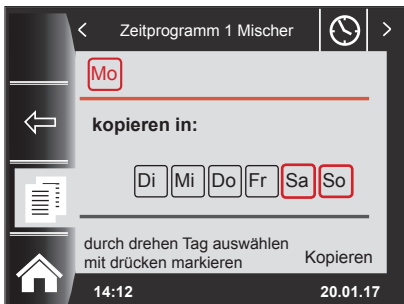 Zeitprogramm 1 Mischer
Mo
kopieren in:
Di Mi Do Fr Sa So
durch drehen Tag auswählen
mit drücken markieren Kopieren
14:12 20.01.17